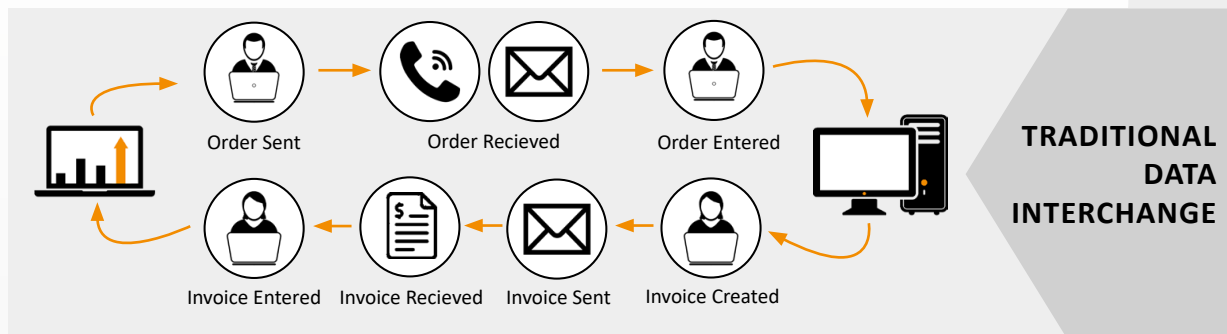 Order Sent
Order Recieved
Order Entered
TRADITIONAL
DATA
INTERCHANGE
$
Invoice Entered
Invoice Recieved
Invoice Sent
Invoice Created